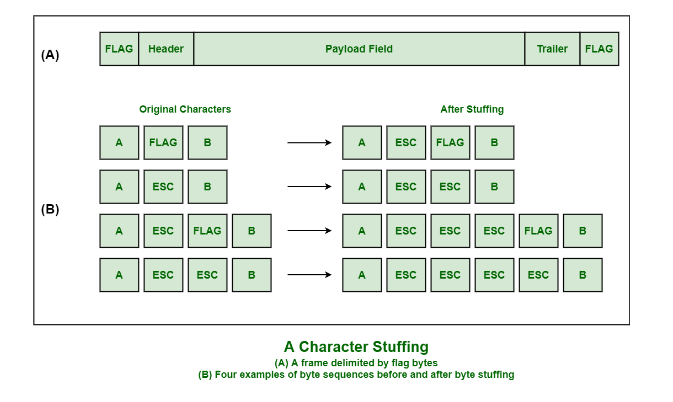 (A) FLAG Header Payload Field Trailer FLAG
Original Characters After Stuffing
A FLAG B A ESC FLAG B
A ESC B A ESC ESC B
(B)
A ESC FLAG B A ESC ESC ESC FLAG B
A ESC ESC B A ESC ESC ESC ESC B
A Character Stuffing
(A) A frame delimited by flag bytes
(B) Four examples of byte sequences before and after byte stuffing